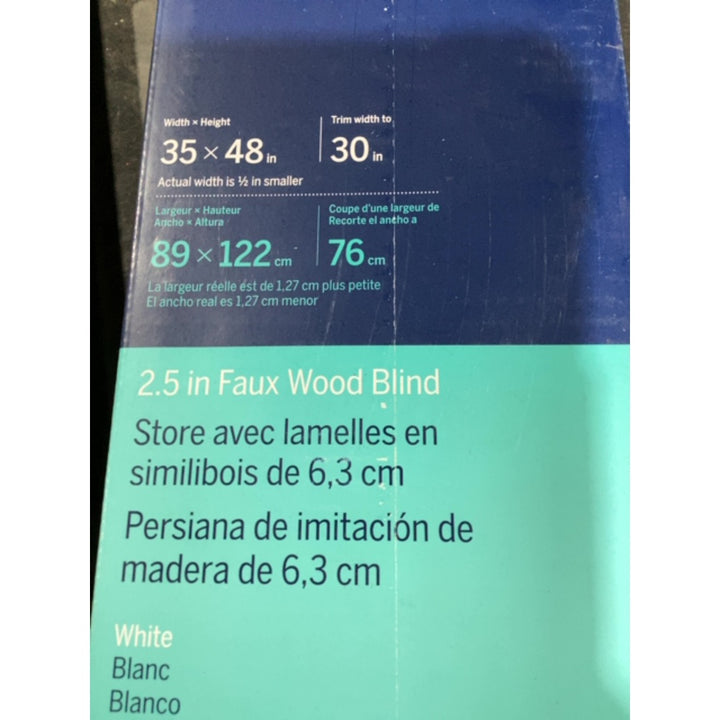 Width × Height
Trim width to
35 × 48 in
30 in
Actual width is ½ in smaller
Largeur × Hauteur
Ancho × Altura
Coupe d'une largeur de
Recorte el ancho a
89 × 122 cm
76 cm
La largeur réelle est de 1,27 cm plus petite
El ancho real es 1,27 cm menor
2.5 in Faux Wood Blind
Store avec lamelles en
similibois de 6,3 cm
Persiana de imitación de
madera de 6,3 cm
White
Blanc
Blanco